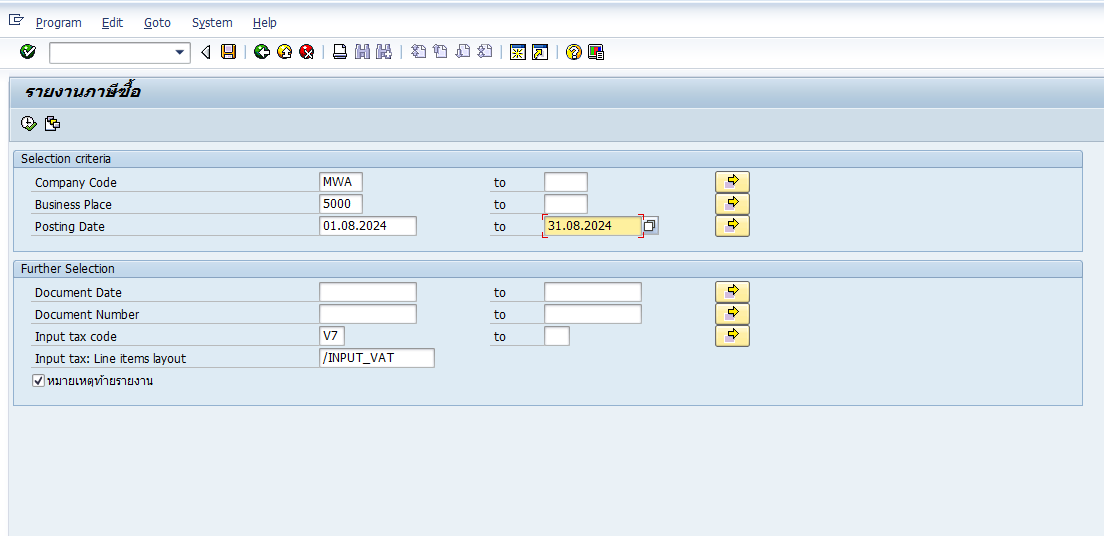 Program Edit Goto System Help
รายงานภาษีซื้อ
Selection criteria
Company Code MWA to
Business Place 5000 to
Posting Date 01.08.2024 to 31.08.2024
Further Selection
Document Date to
Document Number to
Input tax code V7 to
Input tax: Line items layout /INPUT_VAT
หมายเหตุท้ายรายงาน